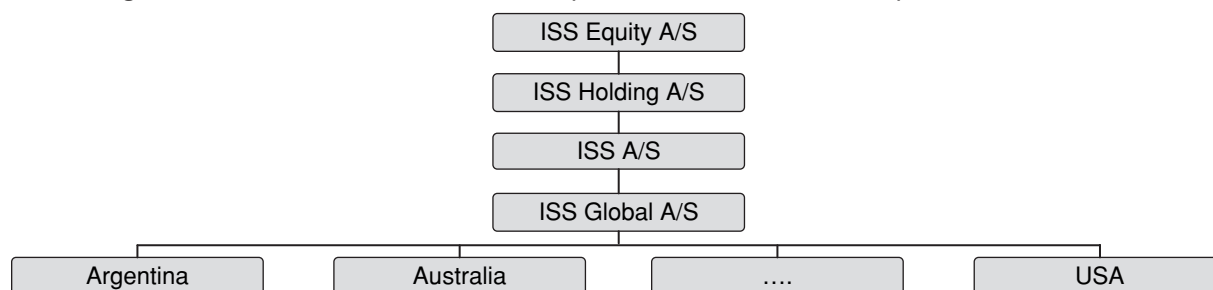 ISS Equity A/S
ISS Holding A/S
ISS A/S
ISS Global A/S
Argentina Australia …. USA